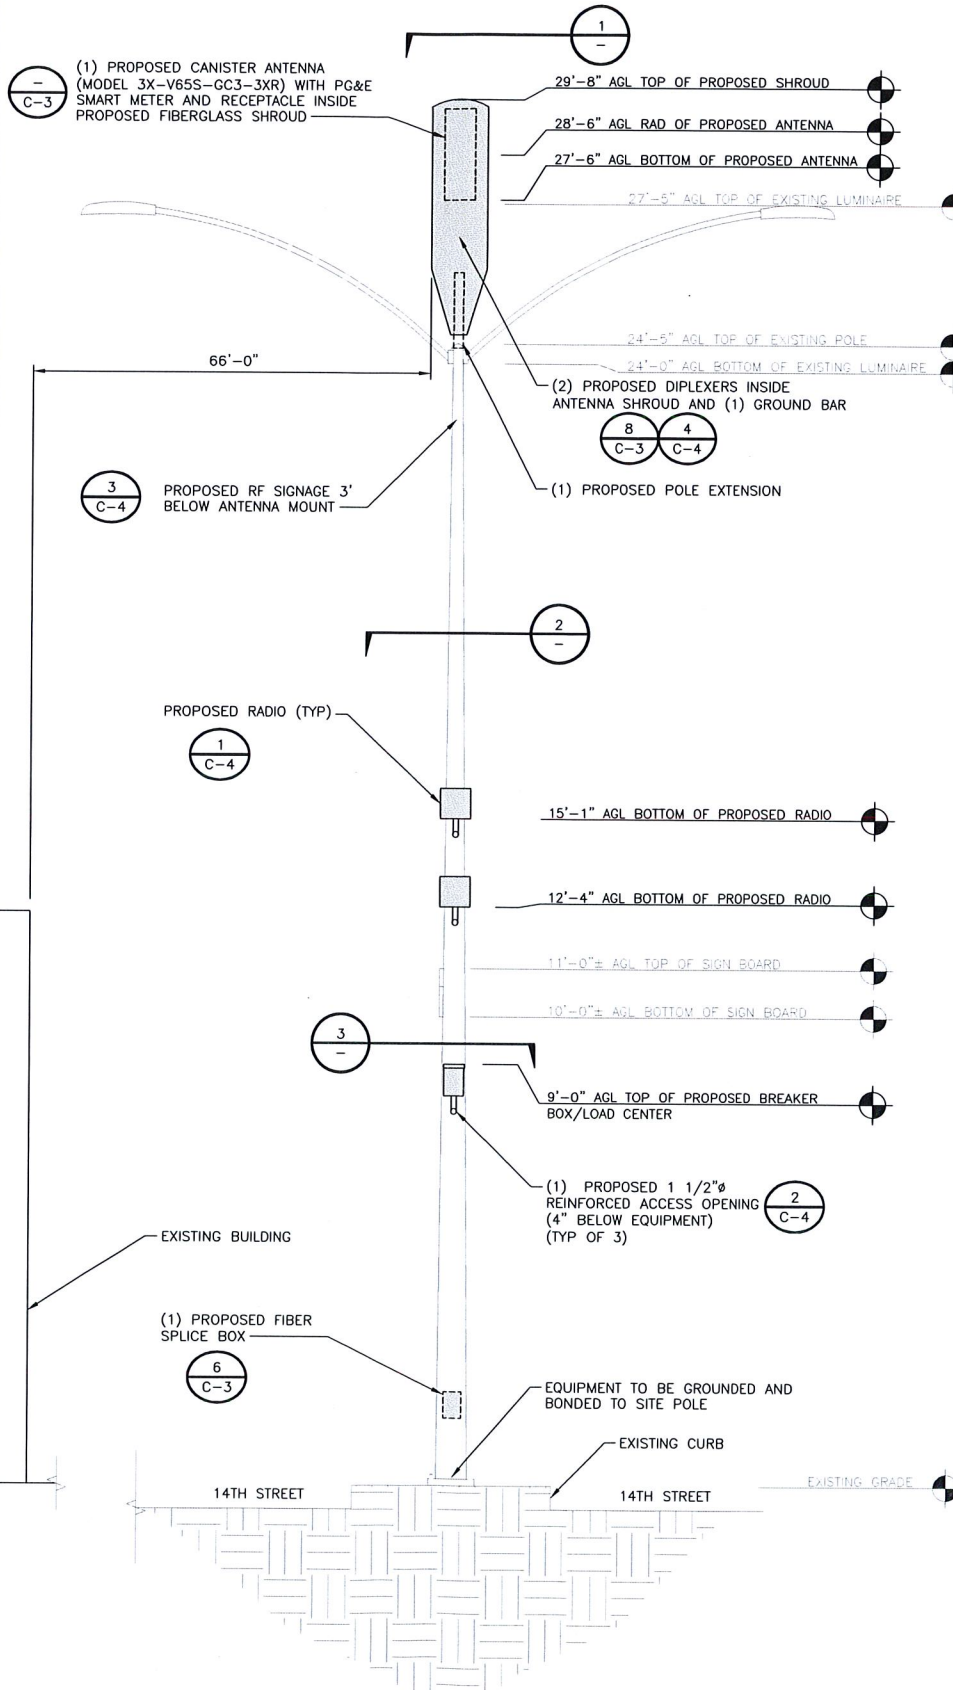 1
-
-
C-3
(1) PROPOSED CANISTER ANTENNA
(MODEL 3X-V65S-GC3-3XR) WITH PG&E
SMART METER AND RECEPTACLE INSIDE
PROPOSED FIBERGLASS SHROUD
29'-8" AGL TOP OF PROPOSED SHROUD
28'-6" AGL RAD OF PROPOSED ANTENNA
27'-6" AGL BOTTOM OF PROPOSED ANTENNA
27'-5" AGL TOP OF EXISTING LUMINAIRE
24'-5" AGL TOP OF EXISTING POLE
24'-0" AGL BOTTOM OF EXISTING LUMINAIRE
66'-0"
(2) PROPOSED DIPLEXERS INSIDE
ANTENNA SHROUD AND (1) GROUND BAR
8
C-3
4
C-4
3
C-4
PROPOSED RF SIGNAGE 3'
BELOW ANTENNA MOUNT
(1) PROPOSED POLE EXTENSION
2
-
PROPOSED RADIO (TYP)
1
C-4
15'-1" AGL BOTTOM OF PROPOSED RADIO
12'-4" AGL BOTTOM OF PROPOSED RADIO
11'-0"± AGL TOP OF SIGN BOARD
10'-0"± AGL BOTTOM OF SIGN BOARD
3
-
9'-0" AGL TOP OF PROPOSED BREAKER
BOX/LOAD CENTER
(1) PROPOSED 1 1/2"ø
REINFORCED ACCESS OPENING
(4" BELOW EQUIPMENT)
(TYP OF 3)
2
C-4
EXISTING BUILDING
(1) PROPOSED FIBER
SPLICE BOX
6
C-3
EQUIPMENT TO BE GROUNDED AND
BONDED TO SITE POLE
EXISTING CURB
EXISTING GRADE
14TH STREET
14TH STREET